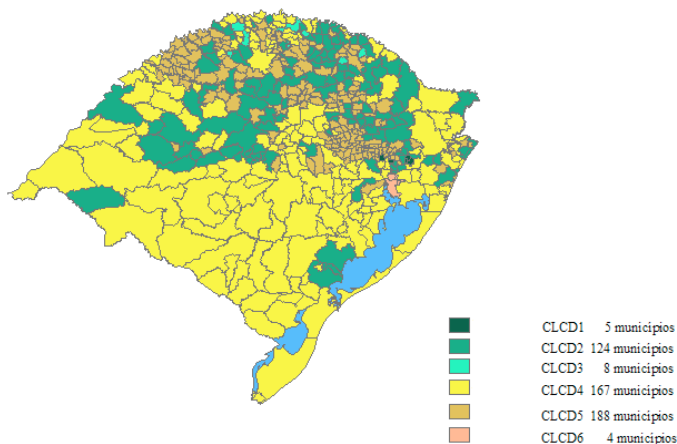 CLCD1 5 municipios
CLCD2 124 municipios
CLCD3 8 municipios
CLCD4 167 municipios
CLCD5 188 municipios
CLCD6 4 municipios